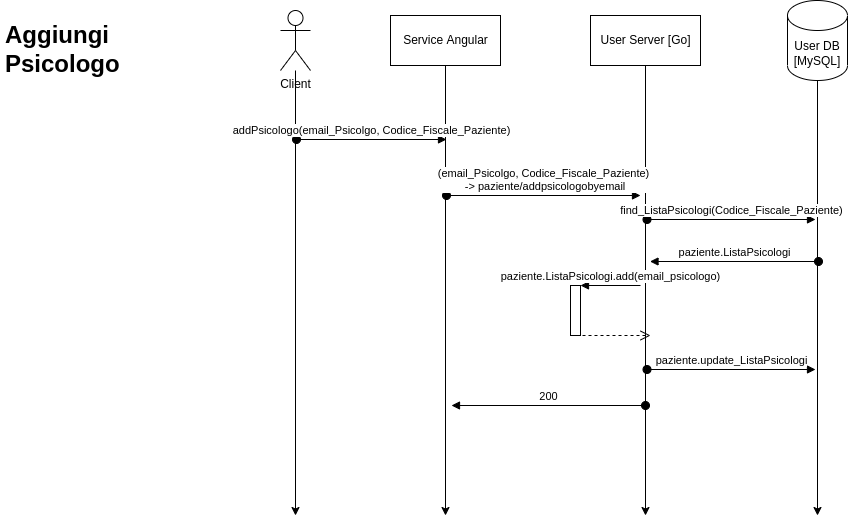 Aggiungi
Psicologo
Client
Service Angular
User Server [Go]
User DB
[MySQL]
addPsicologo(email_Psicolgo, Codice_Fiscale_Paziente)
(email_Psicolgo, Codice_Fiscale_Paziente)
-> paziente/addpsicologobyemail
find_ListaPsicologi(Codice_Fiscale_Paziente)
paziente.ListaPsicologi
paziente.ListaPsicologi.add(email_psicologo)
paziente.update_ListaPsicologi
200